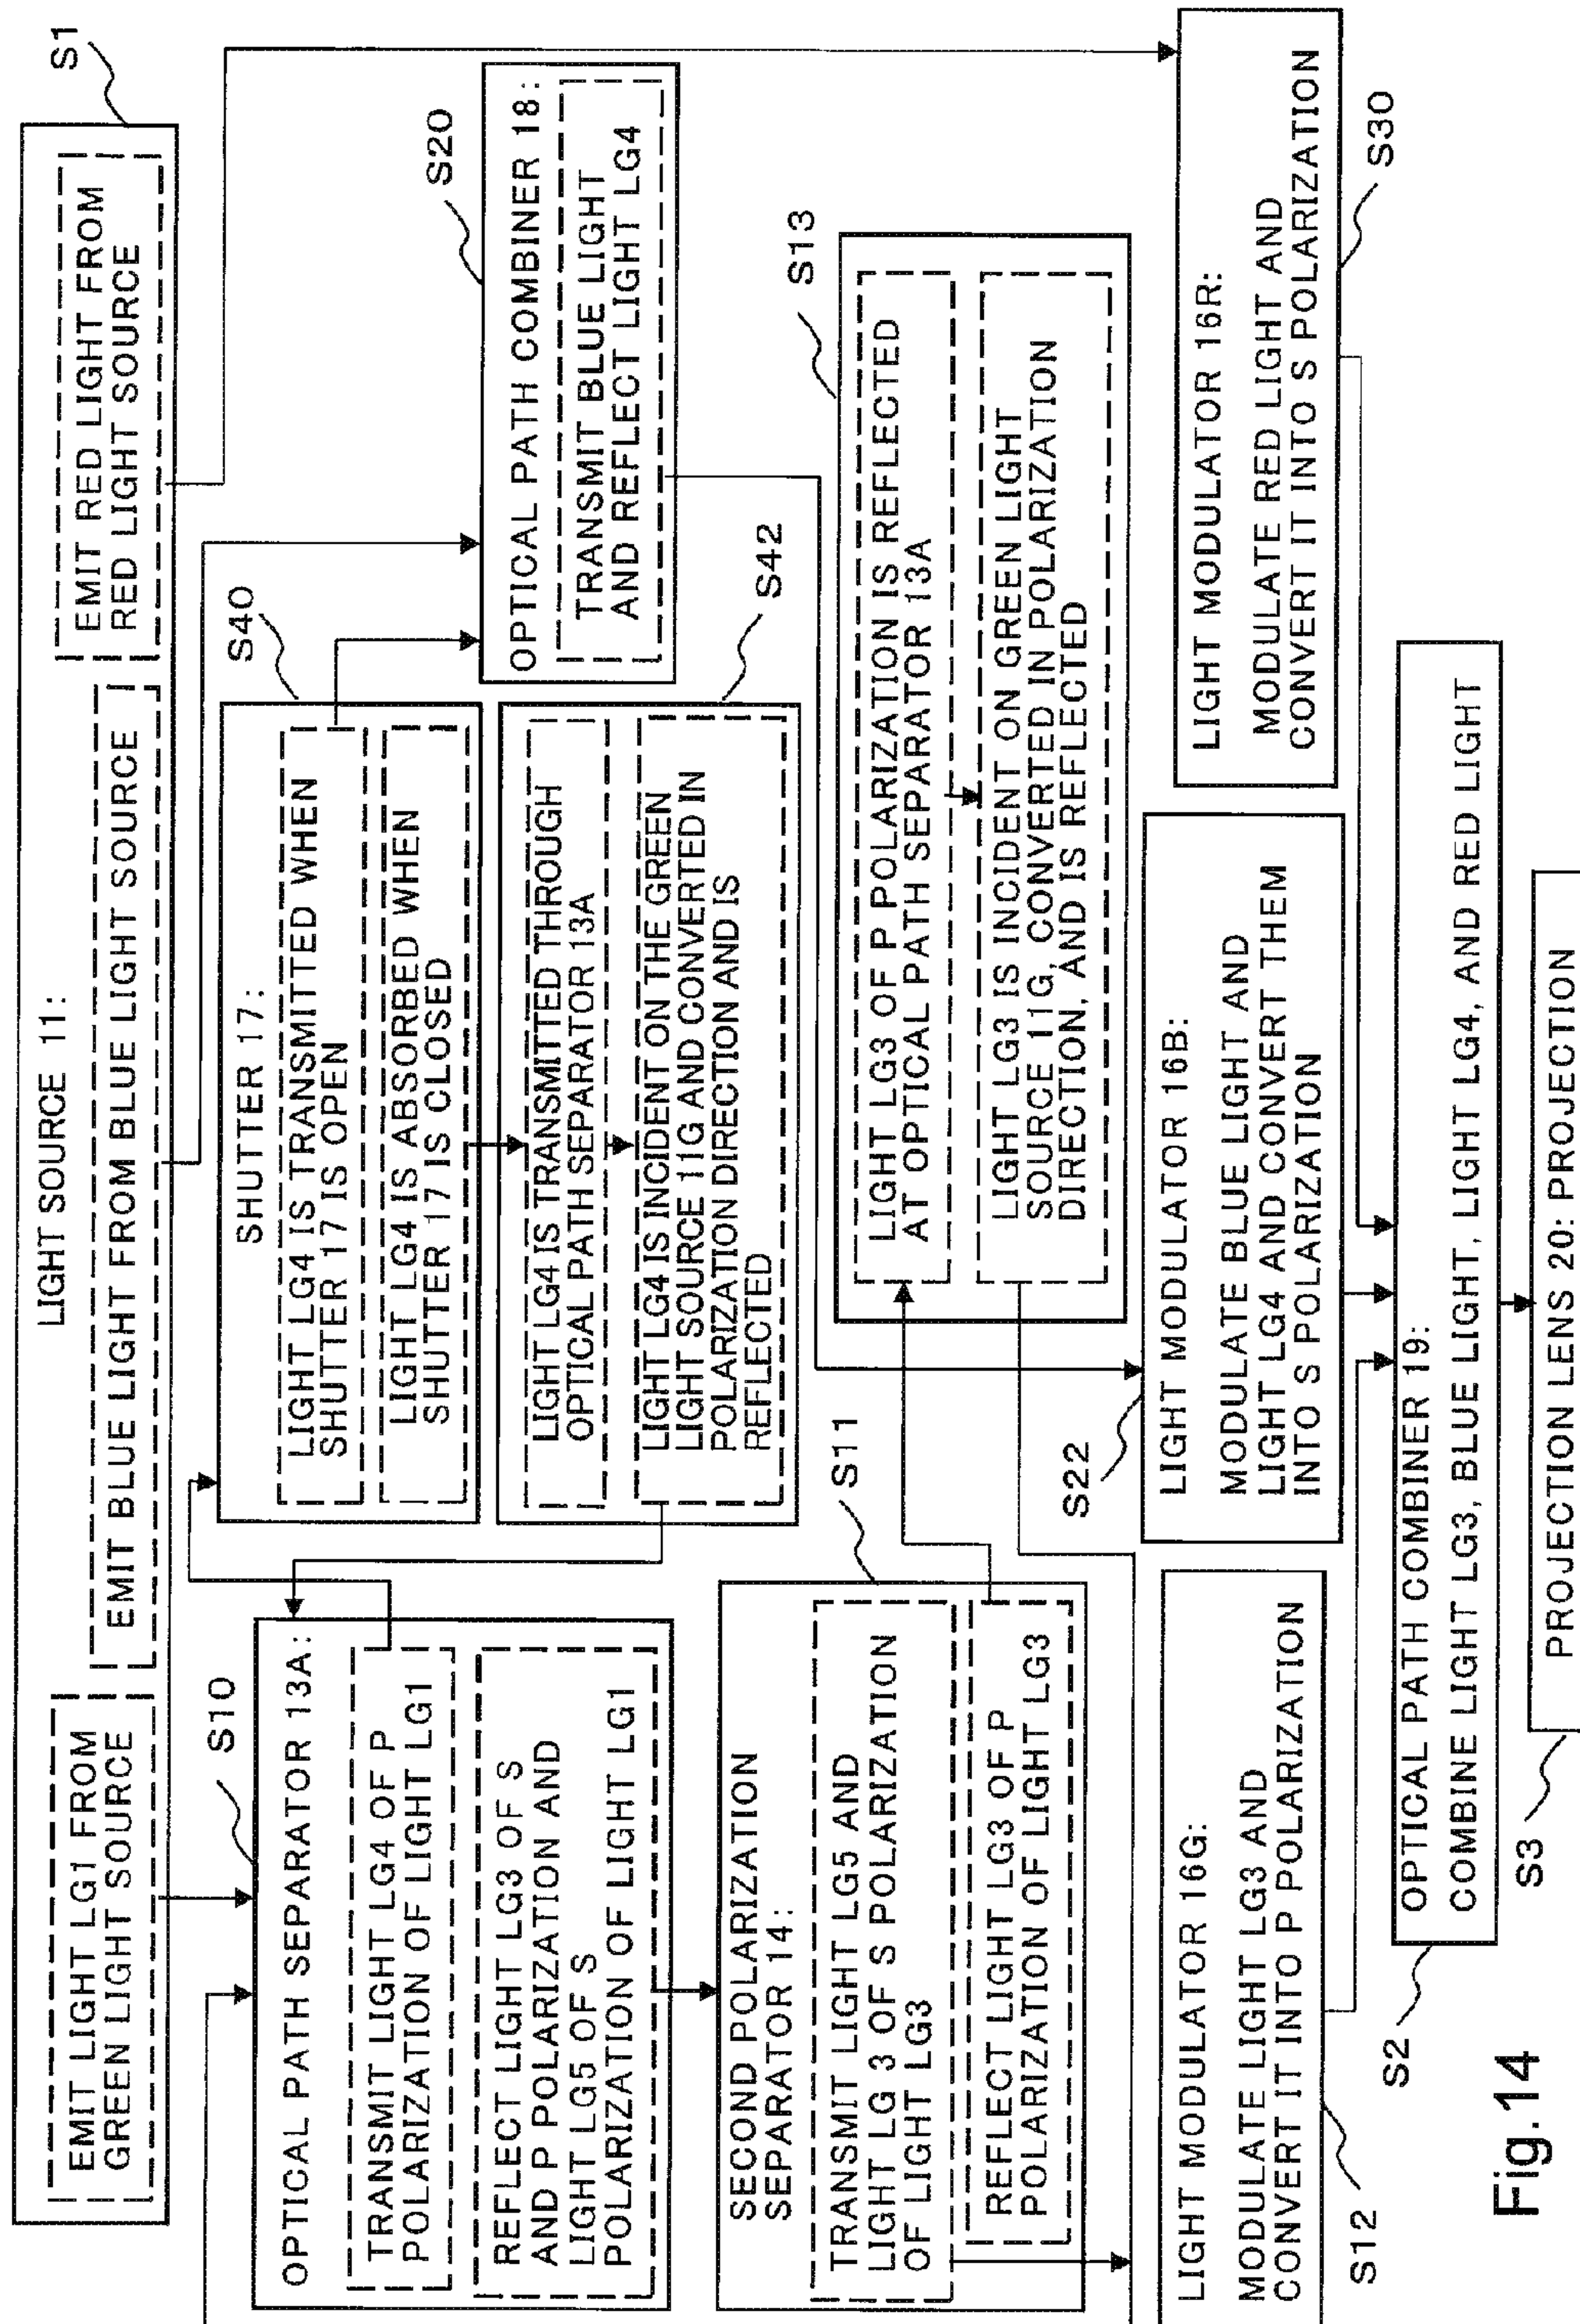 LIGHT SOURCE 11:
EMIT LIGHT LG1 FROM
GREEN LIGHT SOURCE
EMIT BLUE LIGHT FROM BLUE LIGHT SOURCE
EMIT RED LIGHT FROM
RED LIGHT SOURCE
S1
S10
OPTICAL PATH SEPARATOR 13A:
TRANSMIT LIGHT LG4 OF P
POLARIZATION OF LIGHT LG1
REFLECT LIGHT LG3 OF S
AND P POLARIZATION AND
LIGHT LG5 OF S
POLARIZATION OF LIGHT LG1
S40
SHUTTER 17:
LIGHT LG4 IS TRANSMITTED WHEN
SHUTTER 17 IS OPEN
LIGHT LG4 IS ABSORBED WHEN
SHUTTER 17 IS CLOSED
S20
OPTICAL PATH COMBINER 18:
TRANSMIT BLUE LIGHT
AND REFLECT LIGHT LG4
S42
LIGHT LG4 IS TRANSMITTED THROUGH
OPTICAL PATH SEPARATOR 13A
LIGHT LG4 IS INCIDENT ON THE GREEN
LIGHT SOURCE 11G AND CONVERTED IN
POLARIZATION DIRECTION AND IS
REFLECTED
S11
SECOND POLARIZATION
SEPARATOR 14:
TRANSMIT LIGHT LG5 AND
LIGHT LG 3 OF S POLARIZATION
OF LIGHT LG3
REFLECT LIGHT LG3 OF P
POLARIZATION OF LIGHT LG3
S13
LIGHT LG3 OF P POLARIZATION IS REFLECTED
AT OPTICAL PATH SEPARATOR 13A
LIGHT LG3 IS INCIDENT ON GREEN LIGHT
SOURCE 11G, CONVERTED IN POLARIZATION
DIRECTION, AND IS REFLECTED
LIGHT MODULATOR 16G:
MODULATE LIGHT LG3 AND
CONVERT IT INTO P POLARIZATION
S12
S22
LIGHT MODULATOR 16B:
MODULATE BLUE LIGHT AND
LIGHT LG4 AND CONVERT THEM
INTO S POLARIZATION
LIGHT MODULATOR 16R:
MODULATE RED LIGHT AND
CONVERT IT INTO S POLARIZATION
S30
S2
OPTICAL PATH COMBINER 19:
COMBINE LIGHT LG3, BLUE LIGHT, LIGHT LG4, AND RED LIGHT
S3
PROJECTION LENS 20: PROJECTION
Fig.14